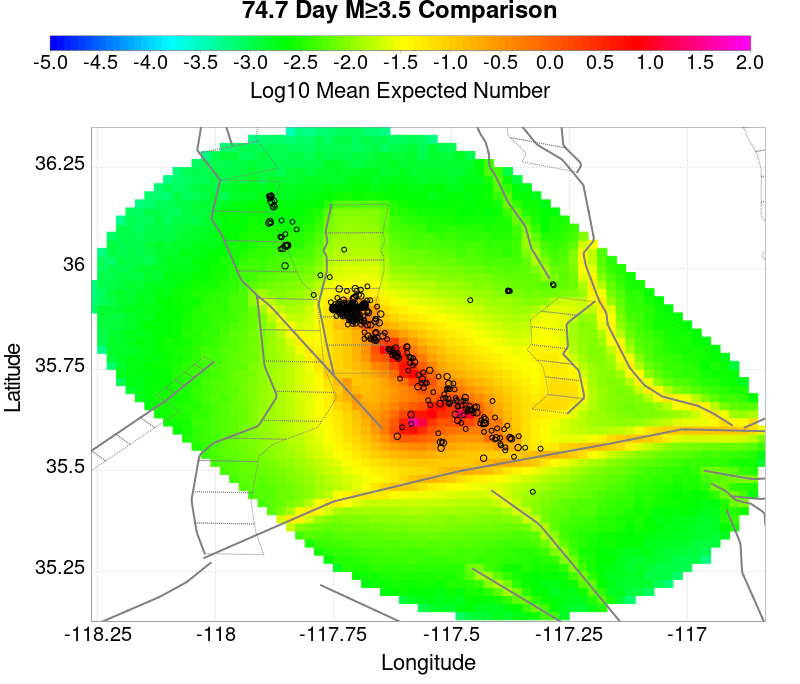 74.7 Day M≥3.5 Comparison
-5.0 -4.5 -4.0 -3.5 -3.0 -2.5 -2.0 -1.5 -1.0 -0.5 0.0 0.5 1.0 1.5 2.0
Log10 Mean Expected Number
36.25
36
35.75
35.5
35.25
Latitude
-118.25 -118 -117.75 -117.5 -117.25 -117
Longitude